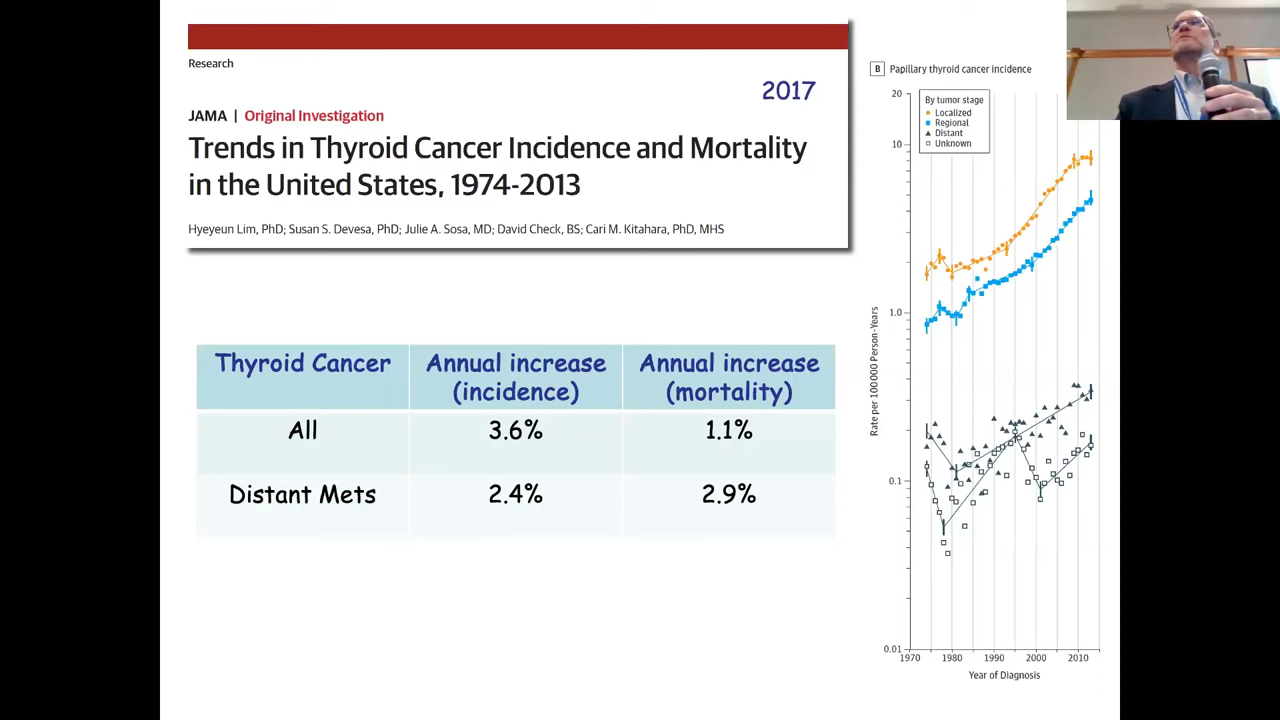 Research
2017
JAMA | Original Investigation
Trends in Thyroid Cancer Incidence and Mortality
in the United States, 1974-2013
Hyeyeun Lim, PhD; Susan S. Devesa, PhD; Julie A. Sosa, MD; David Check, BS; Cari M. Kitahara, PhD, MHS
Thyroid Cancer
Annual increase
(incidence)
Annual increase
(mortality)
All
3.6%
1.1%
Distant Mets
2.4%
2.9%
B Papillary thyroid cancer incidence
20
By tumor stage
Localized
Regional
Distant
Unknown
10
1.0
0.1
0.01
Rate per 100 000 Person-Years
1970
1980
1990
2000
2010
Year of Diagnosis